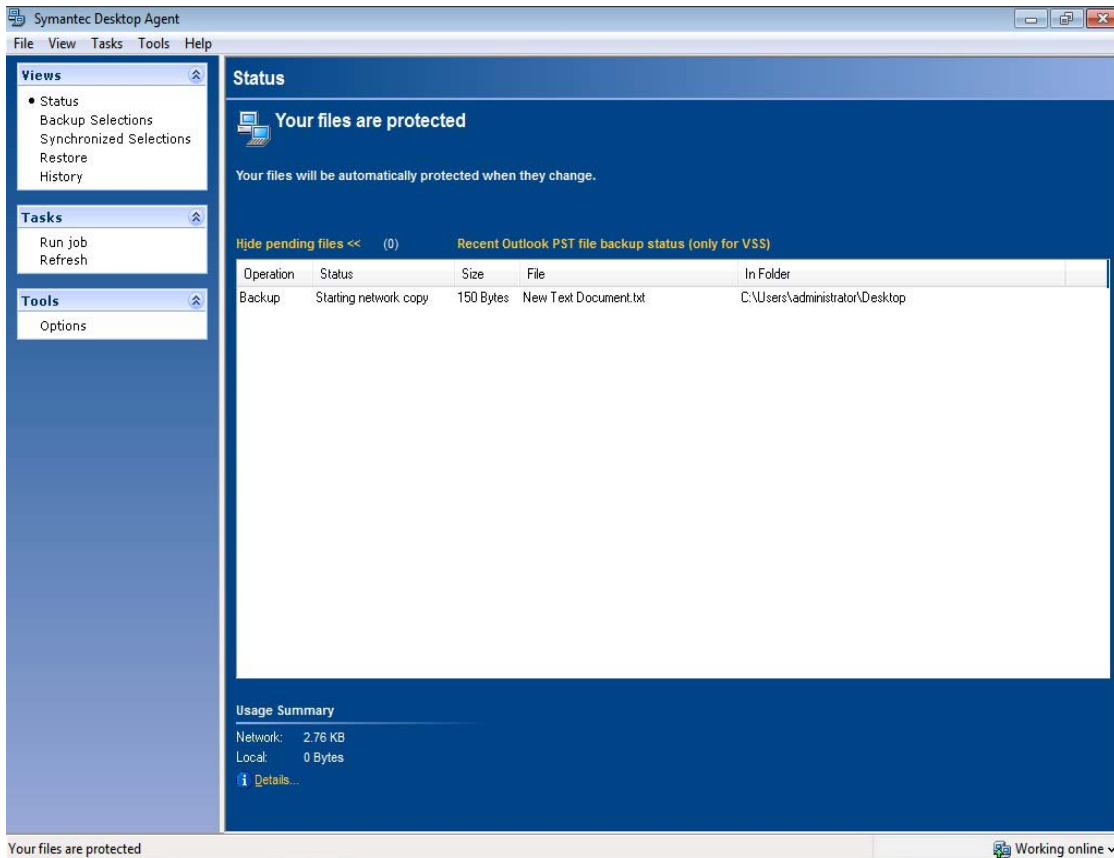 Symantec Desktop Agent
File View Tasks Tools Help
Views
Status
Backup Selections
Synchronized Selections
Restore
History
Tasks
Run job
Refresh
Tools
Options
Status
Your files are protected
Your files will be automatically protected when they change.
Hide pending files << (0) Recent Outlook PST file backup status (only for VSS)
Operation Status Size File In Folder
Backup Starting network copy 150 Bytes New Text Document.txt C:\Users\administrator\Desktop
Usage Summary
Network: 2.76 KB
Local: 0 Bytes
Details...
Your files are protected Working online